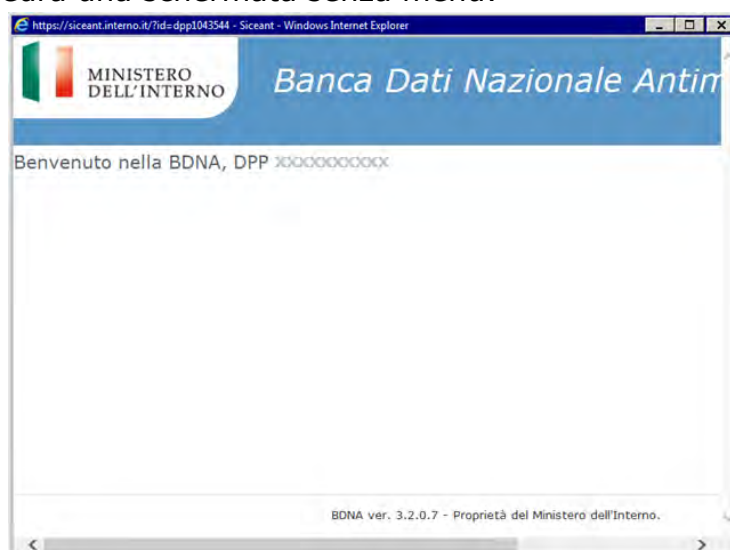 sarà una schermata senza menù.
https://siceant.interno.it/?id=dpp1043544 - Siceant - Windows Internet Explorer
MINISTERO
DELL'INTERNO
Banca Dati Nazionale Antim
Benvenuto nella BDNA, DPP xxxxxxxxxx
BDNA ver. 3.2.0.7 - Proprietà del Ministero dell'Interno.